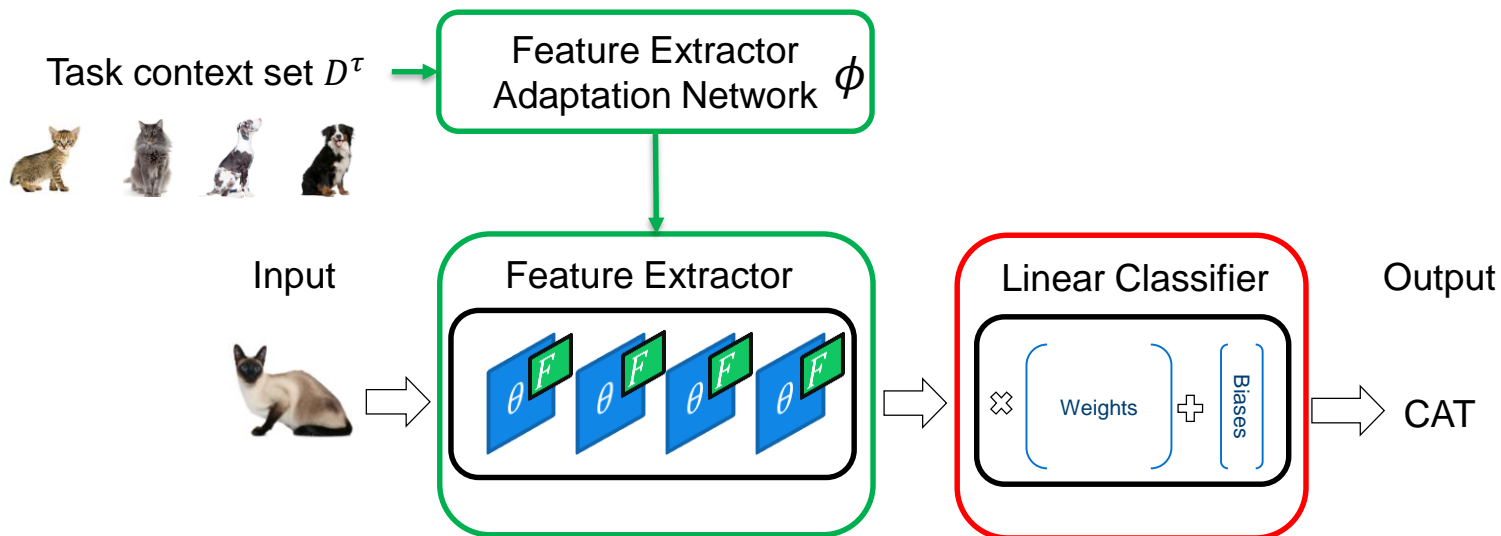 Task context set D^τ
Feature Extractor
Adaptation Network ϕ
Input
Feature Extractor
θ F θ F θ F θ F
Linear Classifier
Weights
Biases
Output
CAT